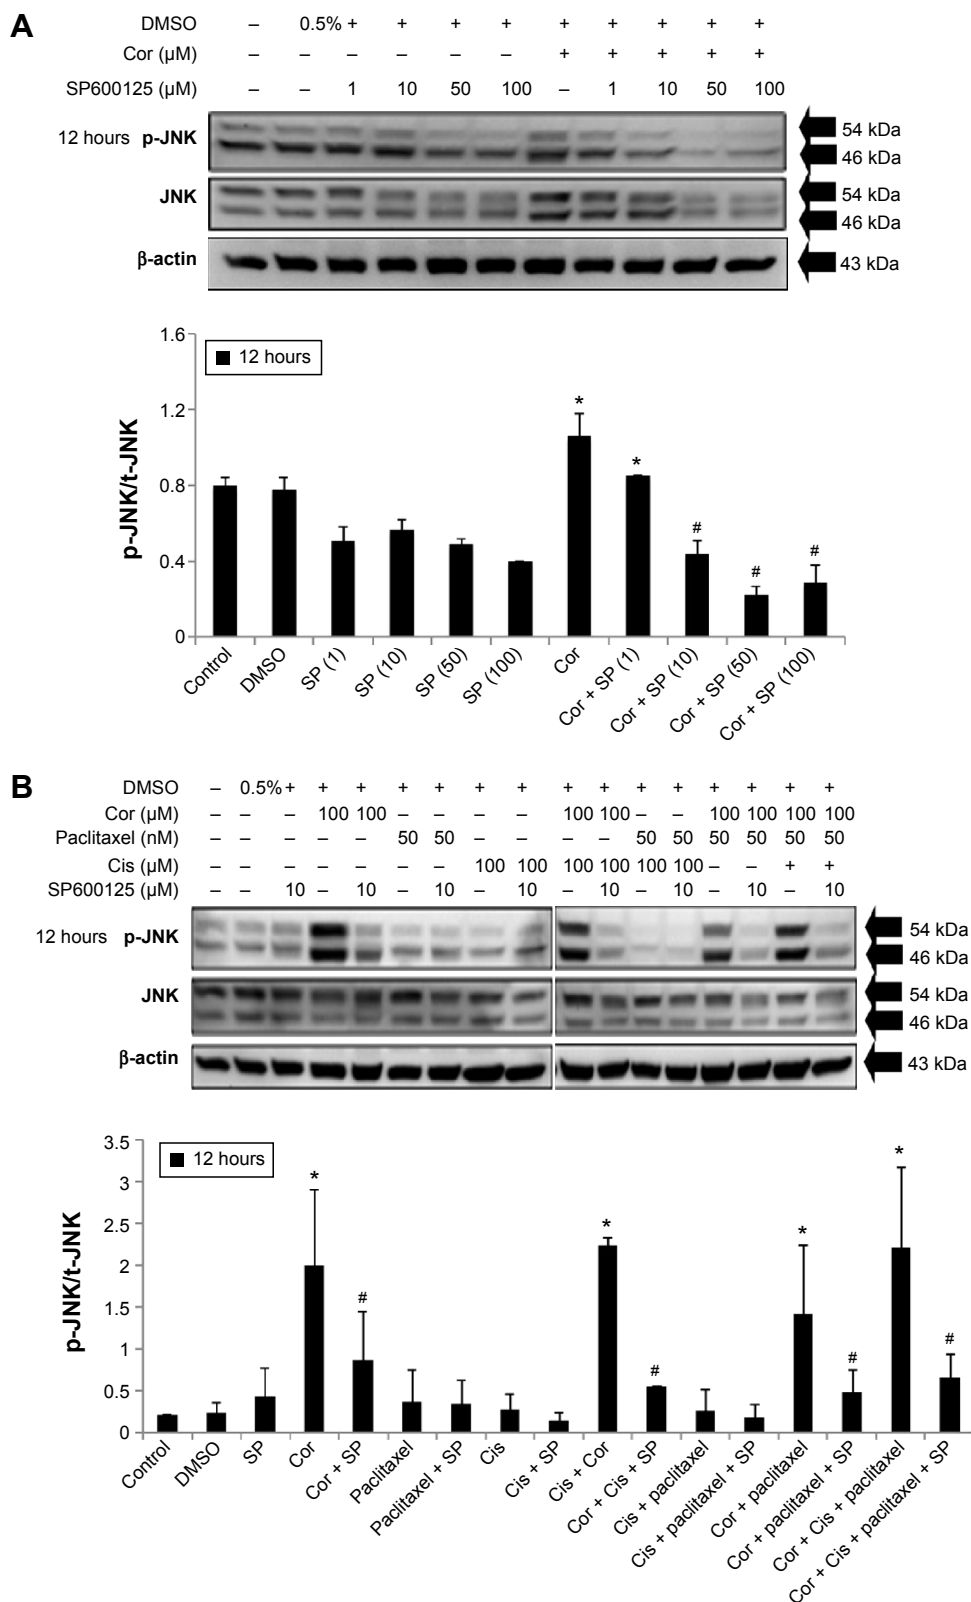 A
DMSO – 0.5% + + + + + + + + +
Cor (µM) – – – – – – + + + + +
SP600125 (µM) – – 1 10 50 100 – 1 10 50 100
12 hours p-JNK 54 kDa
46 kDa
JNK 54 kDa
46 kDa
β-actin 43 kDa
1.6
12 hours
1.2
0.8
0.4
0
p-JNK/t-JNK
* * # # #
Control DMSO SP (1) SP (10) SP (50) SP (100) Cor Cor + SP (1) Cor + SP (10) Cor + SP (50) Cor + SP (100)
B
DMSO – 0.5% + + + + + + + + + + + + + + +
Cor (µM) – – – 100 100 – – – – 100 100 – – 100 100 100 100
Paclitaxel (nM) – – – – – 50 50 – – – – 50 50 50 50 50 50
Cis (µM) – – – – – – – 100 100 100 100 100 100 – – + +
SP600125 (µM) – – 10 – 10 – 10 – 10 – 10 – 10 – 10 – 10
12 hours p-JNK 54 kDa
46 kDa
JNK 54 kDa
46 kDa
β-actin 43 kDa
3.5
12 hours
3
2.5
2
1.5
1
0.5
0
p-JNK/t-JNK
* # * # * # * #
Control DMSO SP Cor Cor + SP Paclitaxel Paclitaxel + SP Cis Cis + SP Cis + Cor Cor + Cis + SP Cis + paclitaxel Cis + paclitaxel + SP Cor + paclitaxel Cor + paclitaxel + SP Cor + Cis + paclitaxel Cor + Cis + paclitaxel + SP